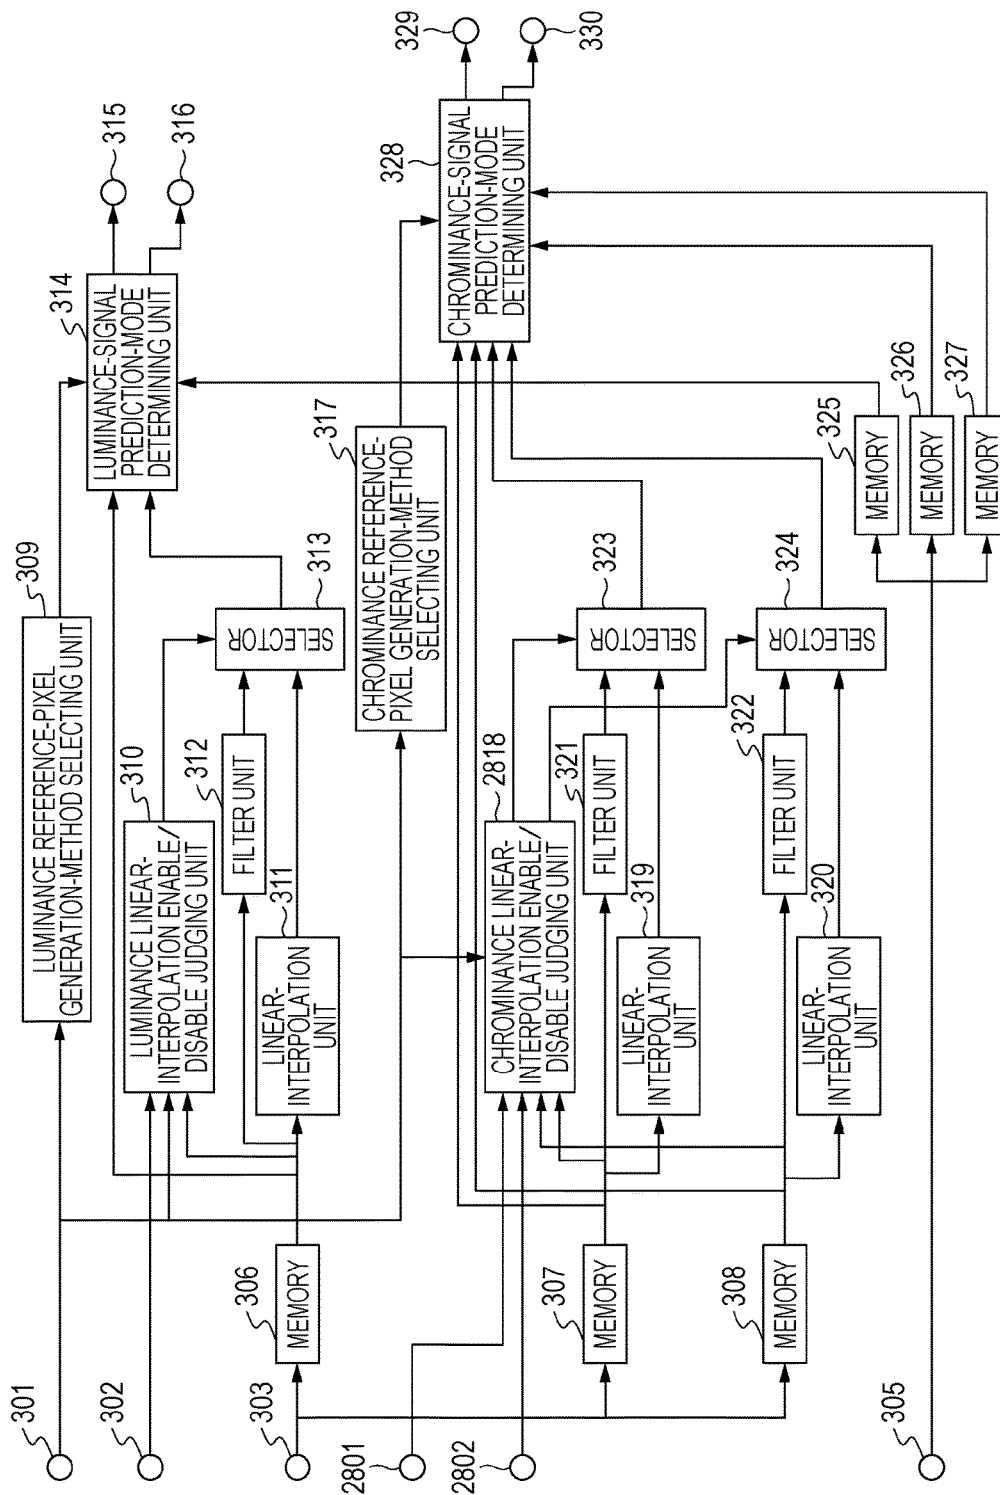 301
302
303
2801
2802
305
306
MEMORY
307
MEMORY
308
MEMORY
309
LUMINANCE REFERENCE-PIXEL
GENERATION-METHOD SELECTING UNIT
310
LUMINANCE LINEAR-
INTERPOLATION ENABLE/
DISABLE JUDGING UNIT
311
LINEAR-
INTERPOLATION
UNIT
312
FILTER UNIT
313
SELECTOR
314
LUMINANCE-SIGNAL
PREDICTION-MODE
DETERMINING UNIT
315
316
317
CHROMINANCE REFERENCE-
PIXEL GENERATION-METHOD
SELECTING UNIT
2818
CHROMINANCE LINEAR-
INTERPOLATION ENABLE/
DISABLE JUDGING UNIT
319
LINEAR-
INTERPOLATION
UNIT
320
LINEAR-
INTERPOLATION
UNIT
321
FILTER UNIT
322
FILTER UNIT
323
SELECTOR
324
SELECTOR
325
MEMORY
326
MEMORY
327
MEMORY
328
CHROMINANCE-SIGNAL
PREDICTION-MODE
DETERMINING UNIT
329
330